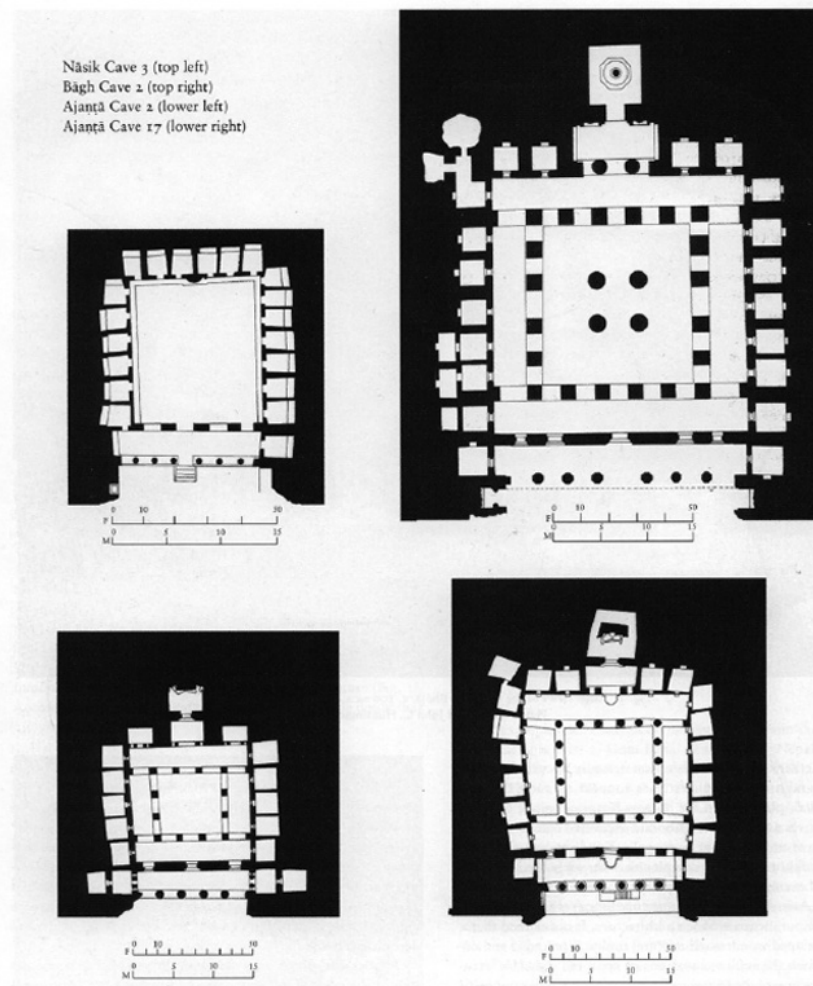 Nāsik Cave 3 (top left)
Bāgh Cave 2 (top right)
Ajaṇṭā Cave 2 (lower left)
Ajaṇṭā Cave 17 (lower right)
0 10 50
F
M
0 5 10 15
0 10 50
F
M
0 5 10 15
0 10 50
F
M
0 5 10 15
0 10 50
F
M
0 5 10 15